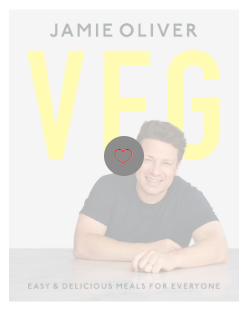 JAMIE OLIVER
VEG
EASY & DELICIOUS MEALS FOR EVERYONE